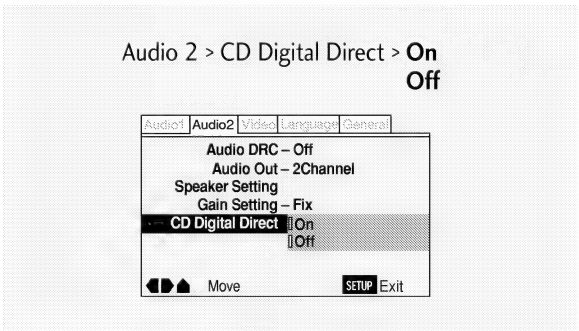 Audio 2 > CD Digital Direct > On
Off
Audio1 Audio2 Video Language General
Audio DRC – Off
Audio Out – 2Channel
Speaker Setting
Gain Setting – Fix
CD Digital Direct On
Off
Move SETUP Exit